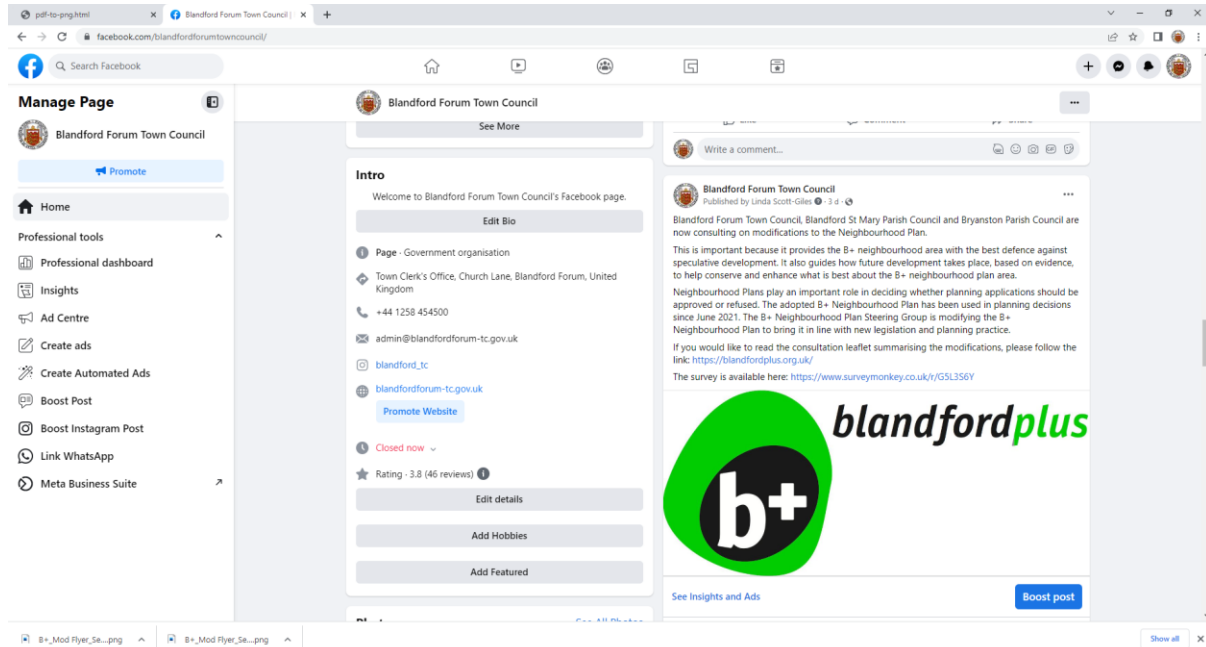 pdf-to-png.html
Blandford Forum Town Council |
facebook.com/blandfordforumtowncouncil/
Search Facebook
Manage Page
Blandford Forum Town Council
Promote
Home
Professional tools
Professional dashboard
Insights
Ad Centre
Create ads
Create Automated Ads
Boost Post
Boost Instagram Post
Link WhatsApp
Meta Business Suite
Blandford Forum Town Council
See More
Intro
Welcome to Blandford Forum Town Council's Facebook page.
Edit Bio
Page · Government organisation
Town Clerk's Office, Church Lane, Blandford Forum, United
Kingdom
+44 1258 454500
admin@blandfordforum-tc.gov.uk
blandford_tc
blandfordforum-tc.gov.uk
Promote Website
Closed now
Rating · 3.8 (46 reviews)
Edit details
Add Hobbies
Add Featured
See All Photos
Comment
Share
Write a comment...
Blandford Forum Town Council
Published by Linda Scott-Giles · 3 d ·
Blandford Forum Town Council, Blandford St Mary Parish Council and Bryanston Parish Council are
now consulting on modifications to the Neighbourhood Plan.
This is important because it provides the B+ neighbourhood area with the best defence against
speculative development. It also guides how future development takes place, based on evidence,
to help conserve and enhance what is best about the B+ neighbourhood plan area.
Neighbourhood Plans play an important role in deciding whether planning applications should be
approved or refused. The adopted B+ Neighbourhood Plan has been used in planning decisions
since June 2021. The B+ Neighbourhood Plan Steering Group is modifying the B+
Neighbourhood Plan to bring it in line with new legislation and planning practice.
If you would like to read the consultation leaflet summarising the modifications, please follow the
link: https://blandfordplus.org.uk/
The survey is available here: https://www.surveymonkey.co.uk/r/G5L3S6Y
blandfordplus
b+
See Insights and Ads
Boost post
B+_Mod Flyer_Se....png
B+_Mod Flyer_Se....png
Show all